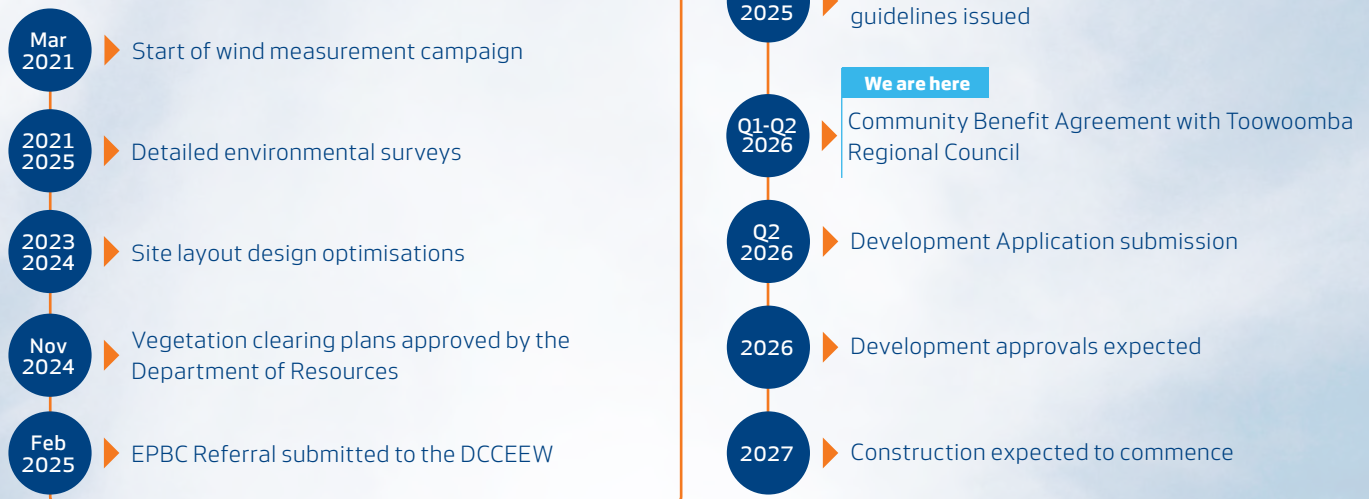 Mar
2021
Start of wind measurement campaign
2021
2025
Detailed environmental surveys
2023
2024
Site layout design optimisations
Nov
2024
Vegetation clearing plans approved by the
Department of Resources
Feb
2025
EPBC Referral submitted to the DCCEEW
2025
guidelines issued
We are here
Q1-Q2
2026
Community Benefit Agreement with Toowoomba
Regional Council
Q2
2026
Development Application submission
2026
Development approvals expected
2027
Construction expected to commence